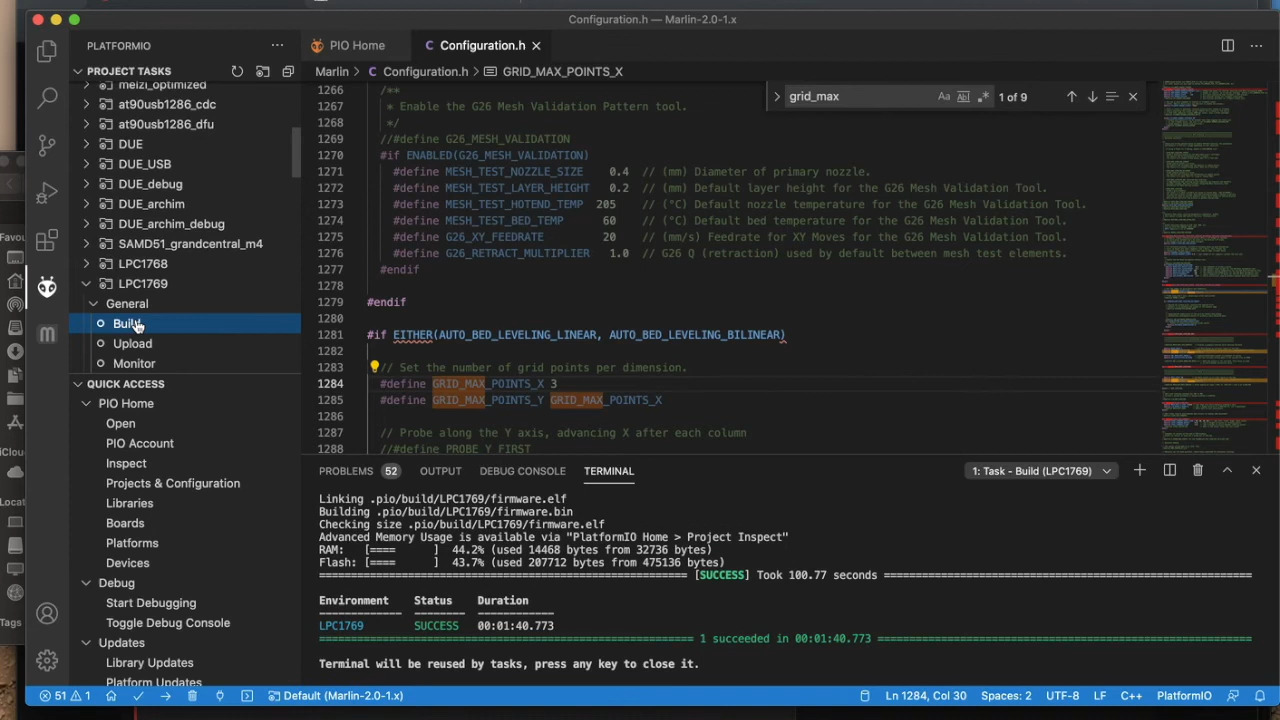 Configuration.h — Marlin-2.0-1.x
PLATFORMIO
PROJECT TASKS
meizi_optimized
at90usb1286_cdc
at90usb1286_dfu
DUE
DUE_USB
DUE_debug
DUE_archim
DUE_archim_debug
SAMD51_grandcentral_m4
LPC1768
LPC1769
General
Build
Upload
Monitor
QUICK ACCESS
PIO Home
Open
PIO Account
Inspect
Projects & Configuration
Libraries
Boards
Platforms
Devices
Debug
Start Debugging
Toggle Debug Console
Updates
Library Updates
Platform Updates
PIO Home
C Configuration.h
Marlin > C Configuration.h > GRID_MAX_POINTS_X
grid_max
Aa Ab| .* 1 of 9
1266 /**
1267 * Enable the G26 Mesh Validation Pattern tool.
1268 */
1269 //#define G26_MESH_VALIDATION
1270 #if ENABLED(G26_MESH_VALIDATION)
1271 #define MESH_TEST_NOZZLE_SIZE 0.4 // (mm) Diameter of primary nozzle.
1272 #define MESH_TEST_LAYER_HEIGHT 0.2 // (mm) Default layer height for the G26 Mesh Validation Tool.
1273 #define MESH_TEST_HOTEND_TEMP 205 // (°C) Default nozzle temperature for the G26 Mesh Validation Tool.
1274 #define MESH_TEST_BED_TEMP 60 // (°C) Default bed temperature for the G26 Mesh Validation Tool.
1275 #define G26_XY_FEEDRATE 20 // (mm/s) Feedrate for XY Moves for the G26 Mesh Validation Tool.
1276 #define G26_RETRACT_MULTIPLIER 1.0 // G26 Q (retraction) used by default between mesh test elements.
1277 #endif
1278
1279 #endif
1280
1281 #if EITHER(AUTO_BED_LEVELING_LINEAR, AUTO_BED_LEVELING_BILINEAR)
1282
1283 // Set the number of grid points per dimension.
1284 #define GRID_MAX_POINTS_X 3
1285 #define GRID_MAX_POINTS_Y GRID_MAX_POINTS_X
1286
1287 // Probe along the Y axis, advancing X after each column
1288 //#define PROBE_Y_FIRST
PROBLEMS 52 OUTPUT DEBUG CONSOLE TERMINAL 1: Task - Build (LPC1769)
Linking .pio/build/LPC1769/firmware.elf
Building .pio/build/LPC1769/firmware.bin
Checking size .pio/build/LPC1769/firmware.elf
Advanced Memory Usage is available via "PlatformIO Home > Project Inspect"
RAM: [==== ] 44.2% (used 14468 bytes from 32736 bytes)
Flash: [==== ] 43.7% (used 207712 bytes from 475136 bytes)
[SUCCESS] Took 100.77 seconds
Environment Status Duration
LPC1769 SUCCESS 00:01:40.773
1 succeeded in 00:01:40.773
Terminal will be reused by tasks, press any key to close it.
51 1 Default (Marlin-2.0-1.x) Ln 1284, Col 30 Spaces: 2 UTF-8 LF C++ PlatformIO
Favou
iCloud
Locat
Tags